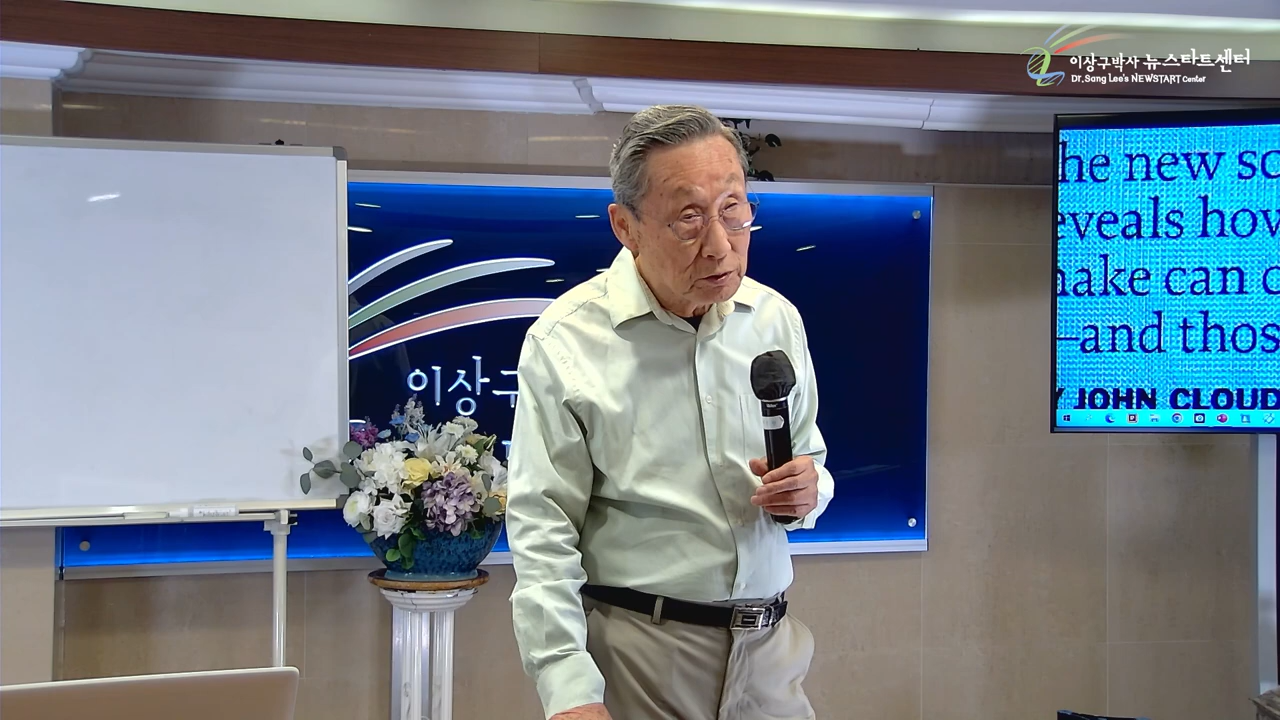 이상구박사 뉴스타트센터
Dr. Sang Lee's NEWSTART Center
he new sc
eveals how
make can c
—and thos
JOHN CLOUD
이상구